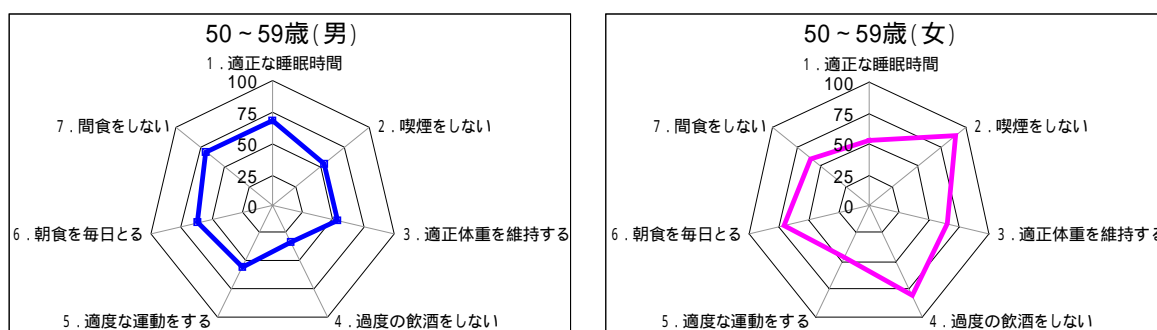 50～59歳(男)
1．適正な睡眠時間
100
75
50
25
0
2．喫煙をしない
3．適正体重を維持する
4．過度の飲酒をしない
5．適度な運動をする
6．朝食を毎日とる
7．間食をしない
50～59歳(女)
1．適正な睡眠時間
100
75
50
25
0
2．喫煙をしない
3．適正体重を維持する
4．過度の飲酒をしない
5．適度な運動をする
6．朝食を毎日とる
7．間食をしない